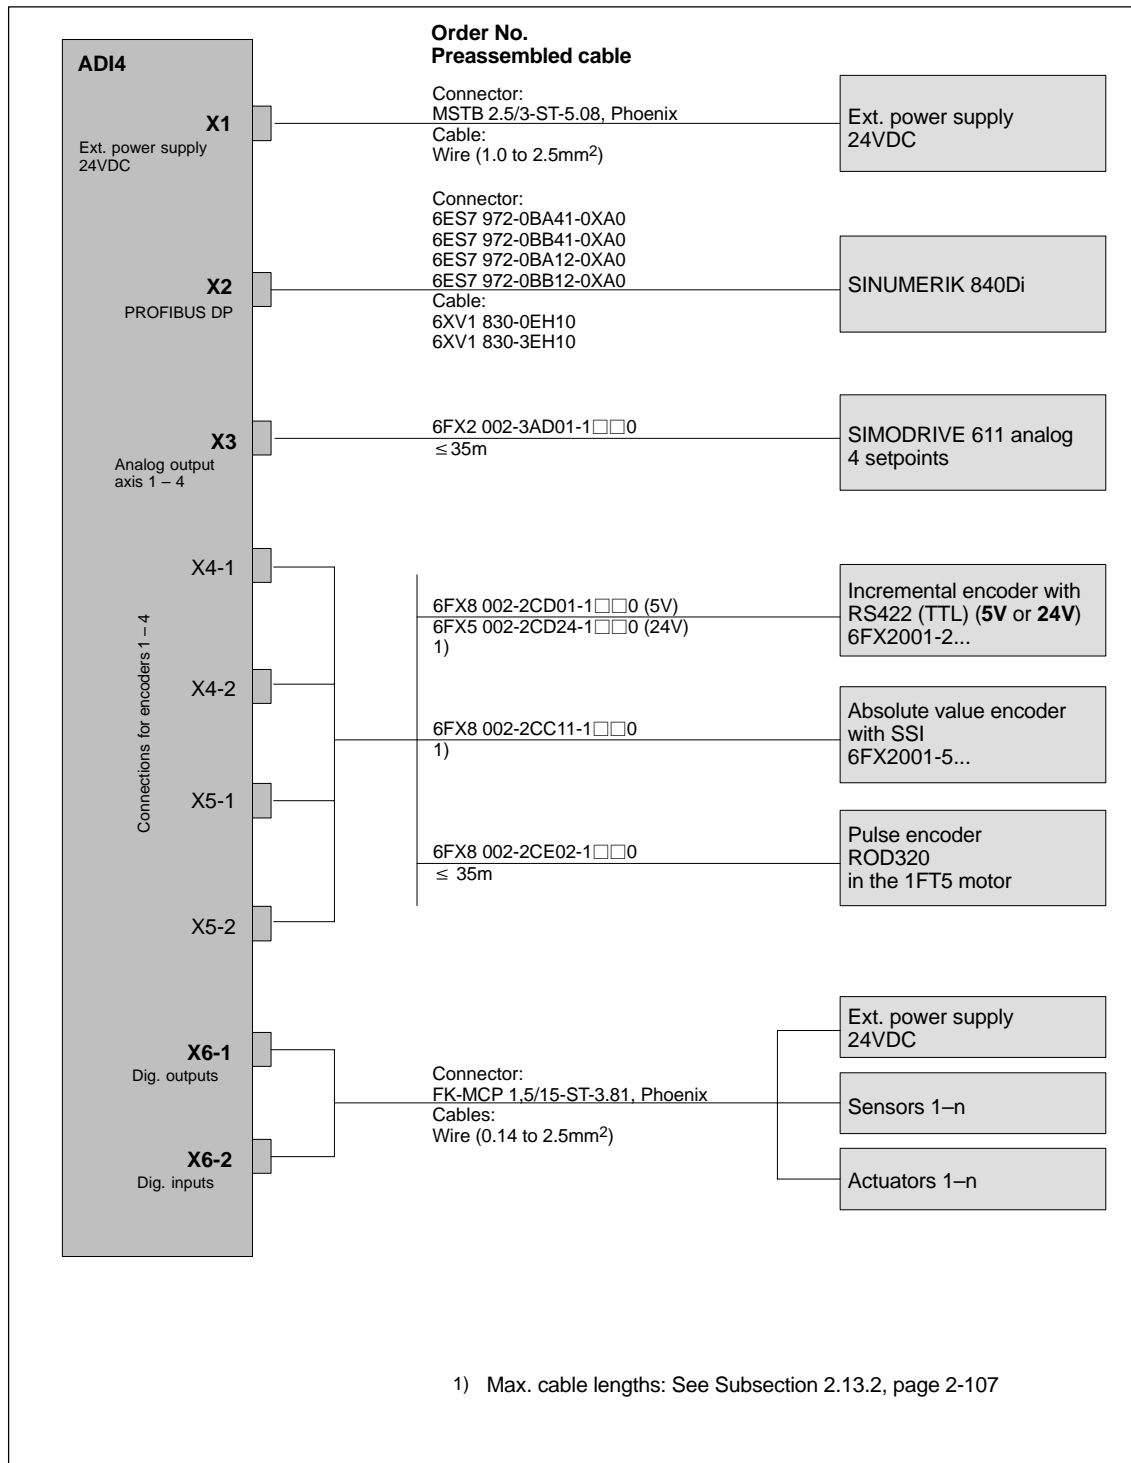 Order No.
Preassembled cable
ADI4
Connector:
MSTB 2.5/3-ST-5.08, Phoenix
Cable:
Wire (1.0 to 2.5mm²)
X1
Ext. power supply
24VDC
Ext. power supply
24VDC
Connector:
6ES7 972-0BA41-0XA0
6ES7 972-0BB41-0XA0
6ES7 972-0BA12-0XA0
6ES7 972-0BB12-0XA0
Cable:
6XV1 830-0EH10
6XV1 830-3EH10
X2
PROFIBUS DP
SINUMERIK 840Di
X3
Analog output
axis 1 – 4
6FX2 002-3AD01-1□□0
≤ 35m
SIMODRIVE 611 analog
4 setpoints
Connections for encoders 1 – 4
X4-1
X4-2
X5-1
X5-2
6FX8 002-2CD01-1□□0 (5V)
6FX5 002-2CD24-1□□0 (24V)
1)
Incremental encoder with
RS422 (TTL) (5V or 24V)
6FX2001-2...
6FX8 002-2CC11-1□□0
1)
Absolute value encoder
with SSI
6FX2001-5...
6FX8 002-2CE02-1□□0
≤ 35m
Pulse encoder
ROD320
in the 1FT5 motor
X6-1
Dig. outputs
X6-2
Dig. inputs
Connector:
FK-MCP 1,5/15-ST-3.81, Phoenix
Cables:
Wire (0.14 to 2.5mm²)
Ext. power supply
24VDC
Sensors 1–n
Actuators 1–n
1) Max. cable lengths: See Subsection 2.13.2, page 2-107